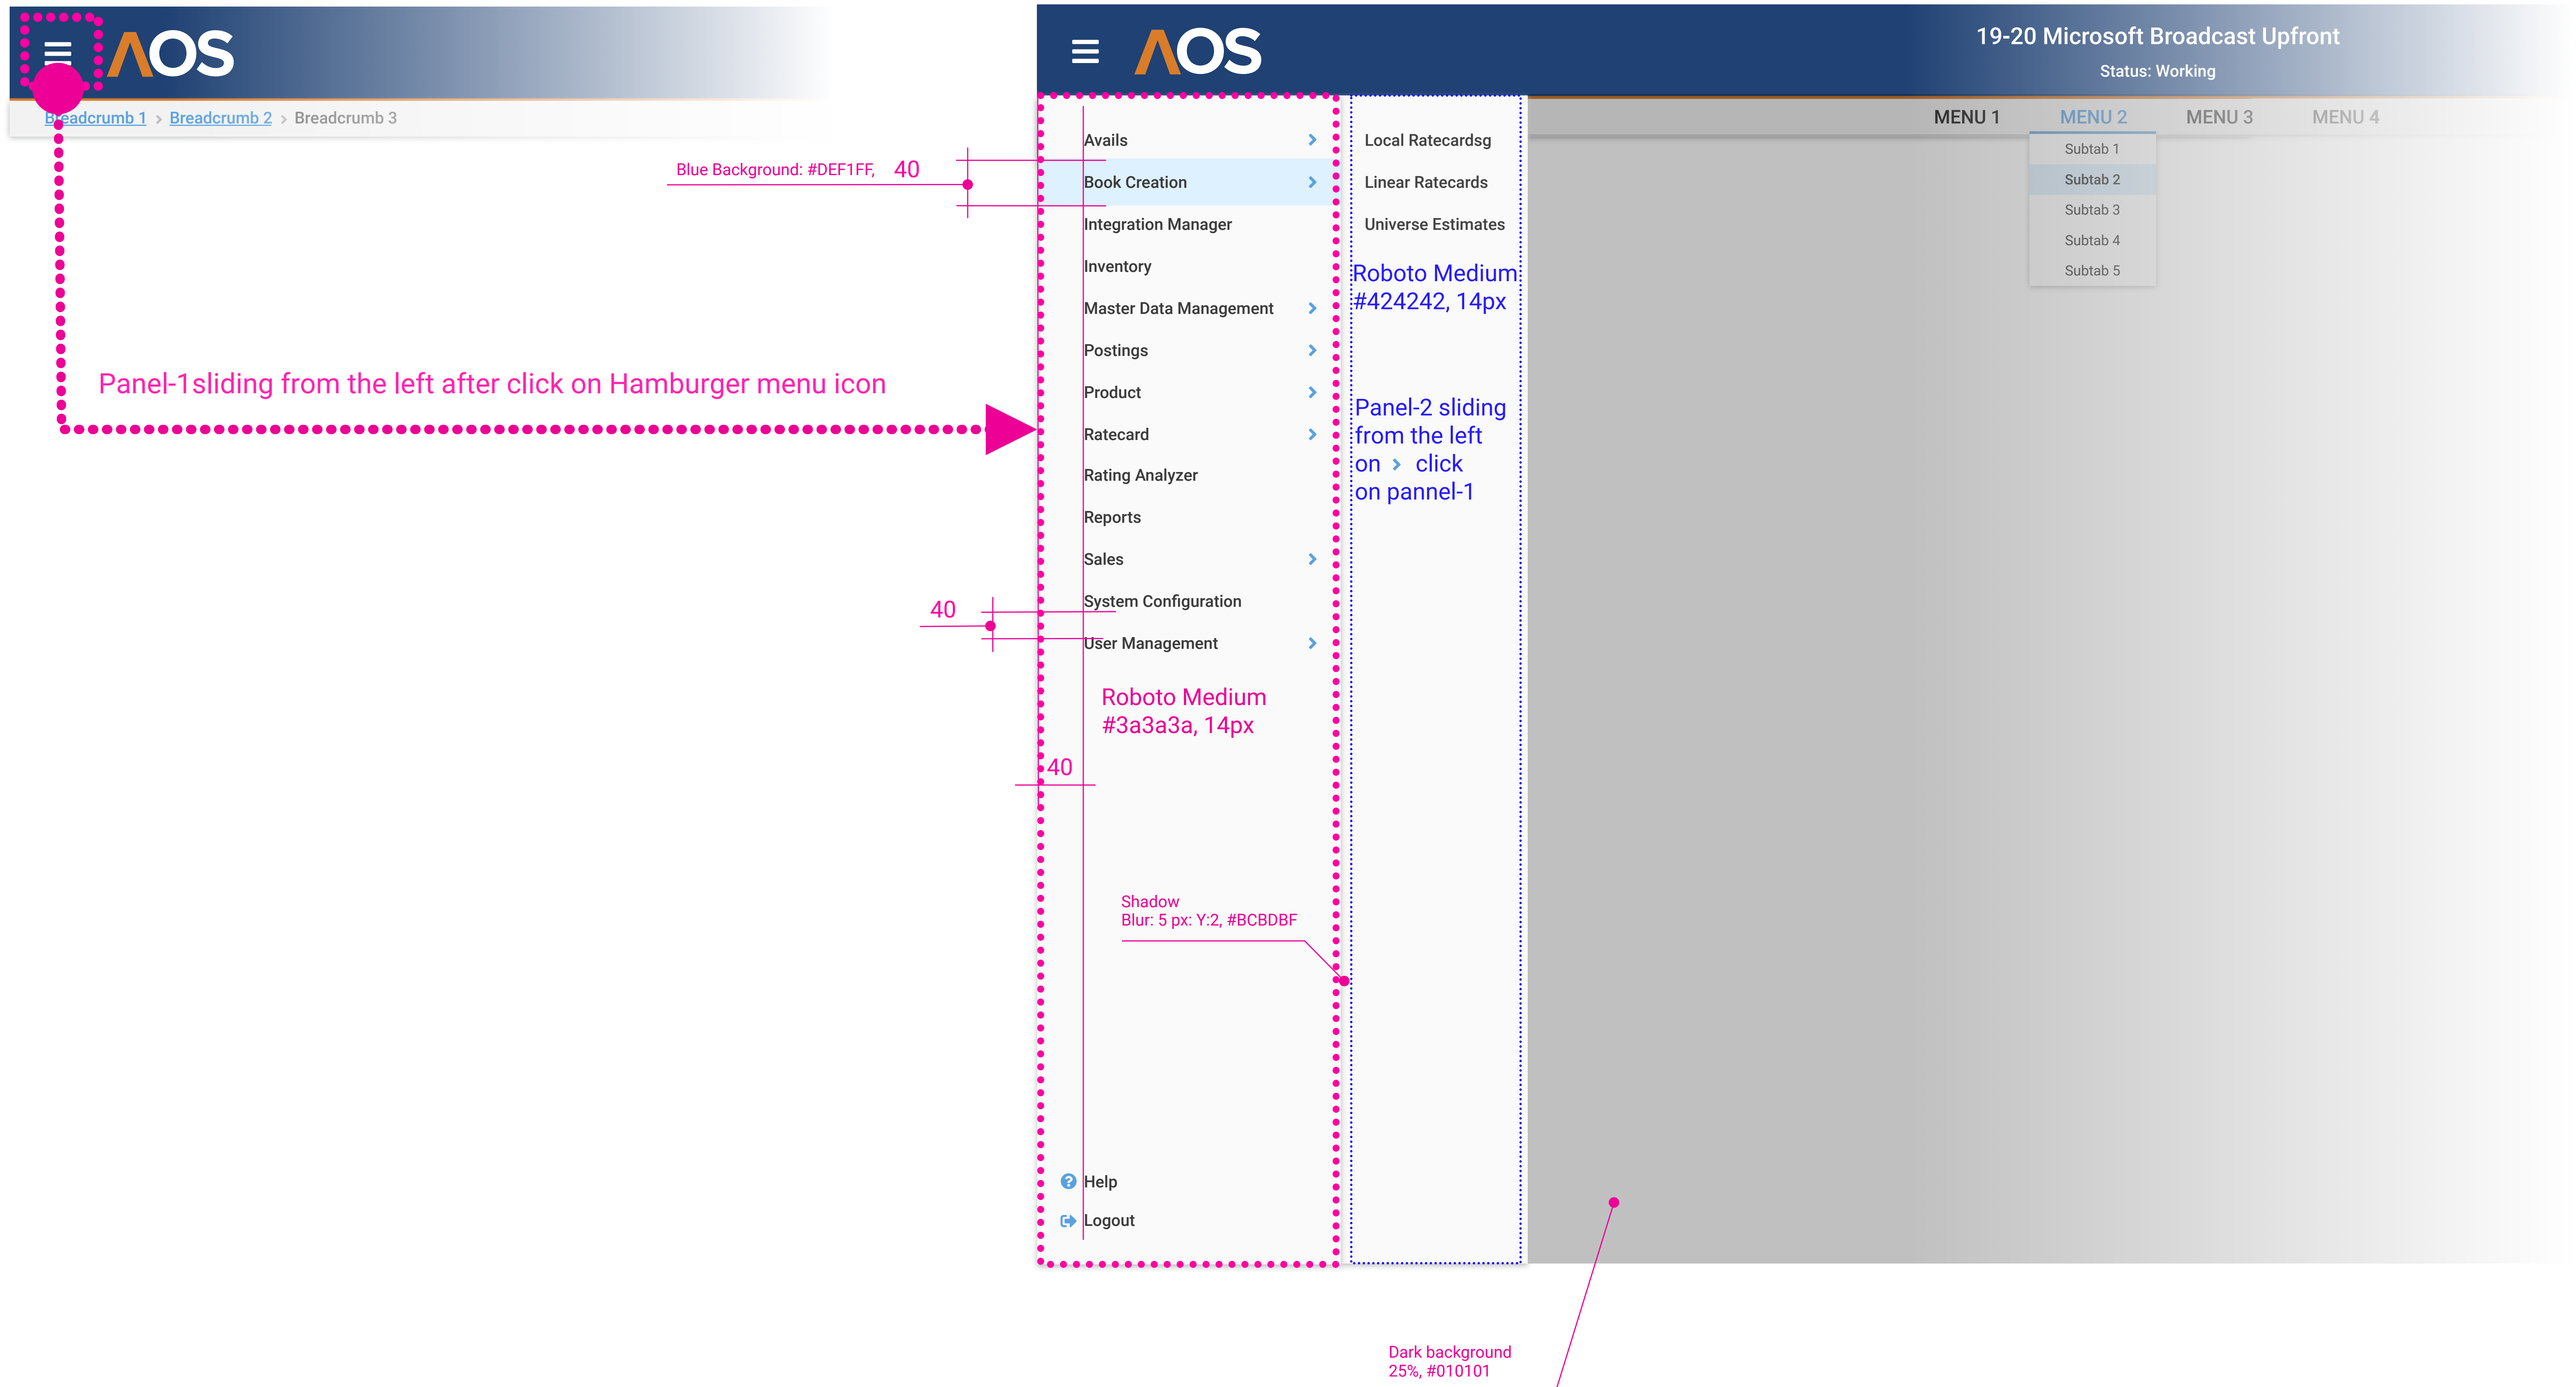 ΛOS
Breadcrumb 1 > Breadcrumb 2 > Breadcrumb 3
Panel-1sliding from the left after click on Hamburger menu icon
ΛOS
19-20 Microsoft Broadcast Upfront
Status: Working
MENU 1 MENU 2 MENU 3 MENU 4
Subtab 1
Subtab 2
Subtab 3
Subtab 4
Subtab 5
Blue Background: #DEF1FF, 40
Avails
Book Creation
Integration Manager
Inventory
Master Data Management
Postings
Product
Ratecard
Rating Analyzer
Reports
Sales
System Configuration
User Management
40
Roboto Medium
#3a3a3a, 14px
40
Shadow
Blur: 5 px: Y:2, #BCBDBF
Help
Logout
Local Ratecardsg
Linear Ratecards
Universe Estimates
Roboto Medium
#424242, 14px
Panel-2 sliding
from the left
on > click
on pannel-1
Dark background
25%, #010101